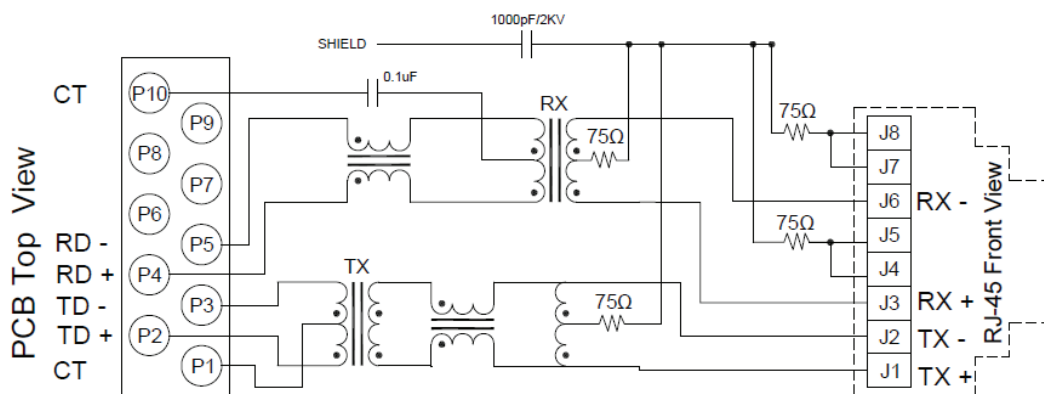 1000pF/2KV
SHIELD
0.1uF
CT
P10
P9
P8
P7
P6
RD -
P5
RD +
P4
TD -
P3
TD +
P2
CT
P1
PCB Top View
RX
75Ω
TX
75Ω
75Ω
75Ω
J8
J7
J6
RX -
J5
J4
J3
RX +
J2
TX -
J1
TX +
RJ-45 Front View